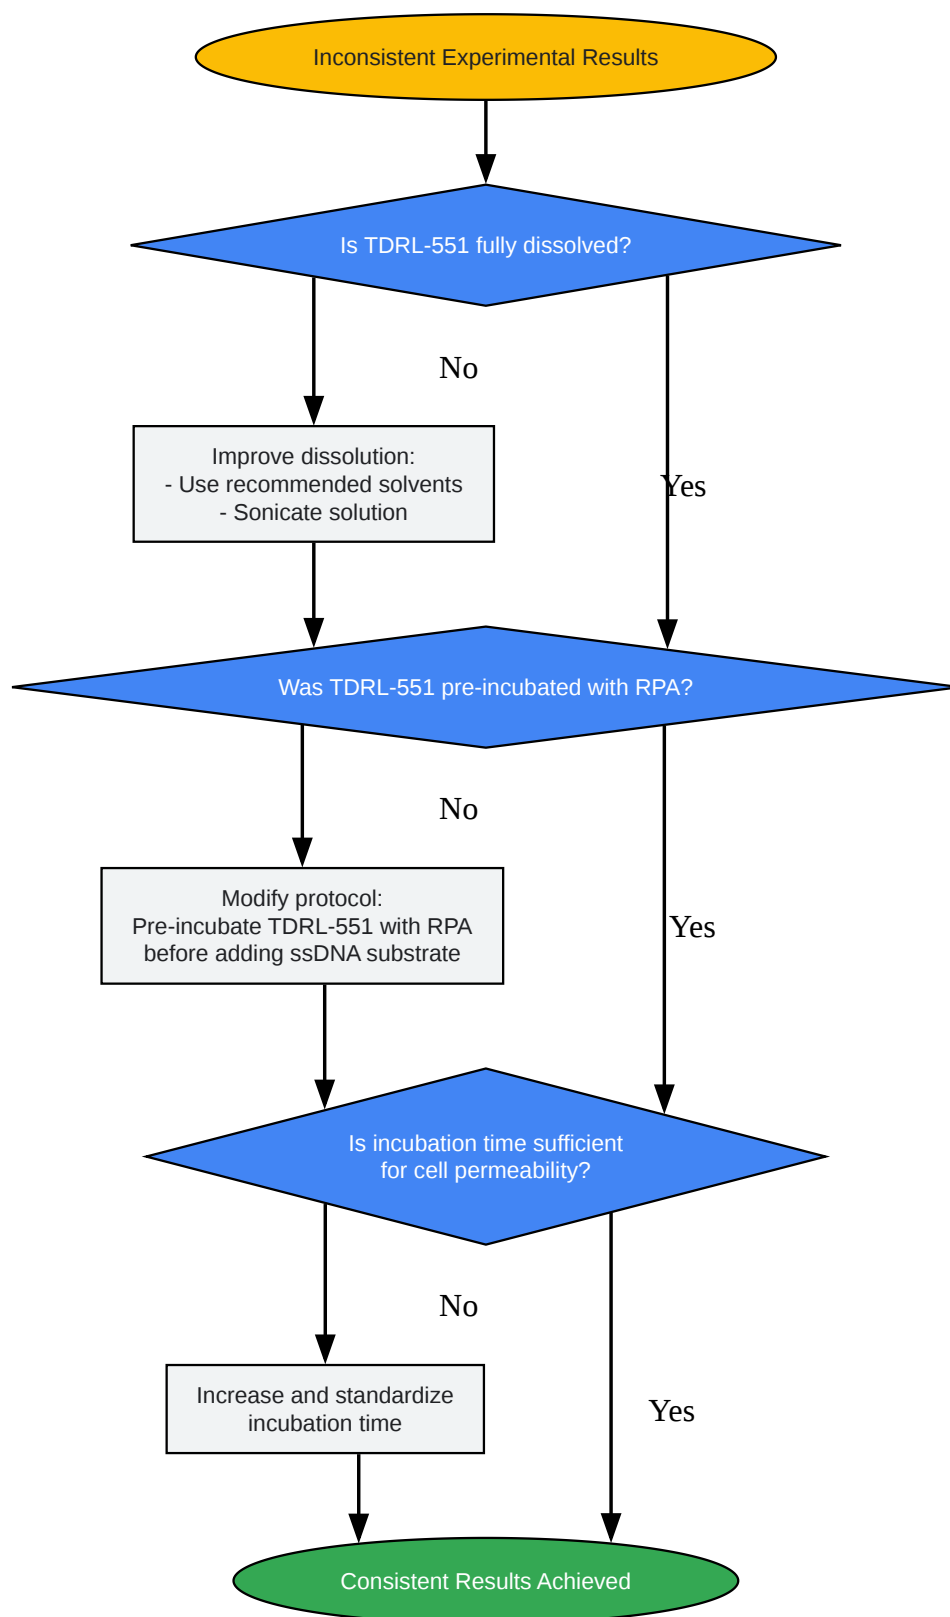 Inconsistent Experimental Results
Is TDRL-551 fully dissolved?
No
Improve dissolution:
- Use recommended solvents
- Sonicate solution
Yes
Was TDRL-551 pre-incubated with RPA?
No
Modify protocol:
Pre-incubate TDRL-551 with RPA
before adding ssDNA substrate
Yes
Is incubation time sufficient
for cell permeability?
No
Increase and standardize
incubation time
Yes
Consistent Results Achieved